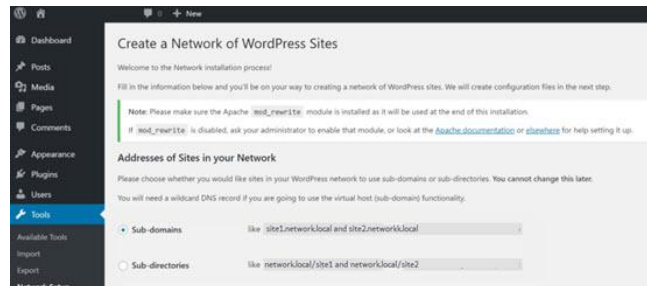 0 + New
Dashboard
Posts
Media
Pages
Comments
Appearance
Plugins
Users
Tools
Available Tools
Import
Export
Network Setup
Create a Network of WordPress Sites
Welcome to the Network installation process!
Fill in the information below and you'll be on your way to creating a network of WordPress sites. We will create configuration files in the next step.
Note: Please make sure the Apache mod_rewrite module is installed as it will be used at the end of this installation.
If mod_rewrite is disabled, ask your administrator to enable that module, or look at the Apache documentation or elsewhere for help setting it up.
Addresses of Sites in your Network
Please choose whether you would like sites in your WordPress network to use sub-domains or sub-directories. You cannot change this later.
You will need a wildcard DNS record if you are going to use the virtual host (sub-domain) functionality.
Sub-domains like site1.network.local and site2.networkk.local
Sub-directories like network.local/site1 and network.local/site2